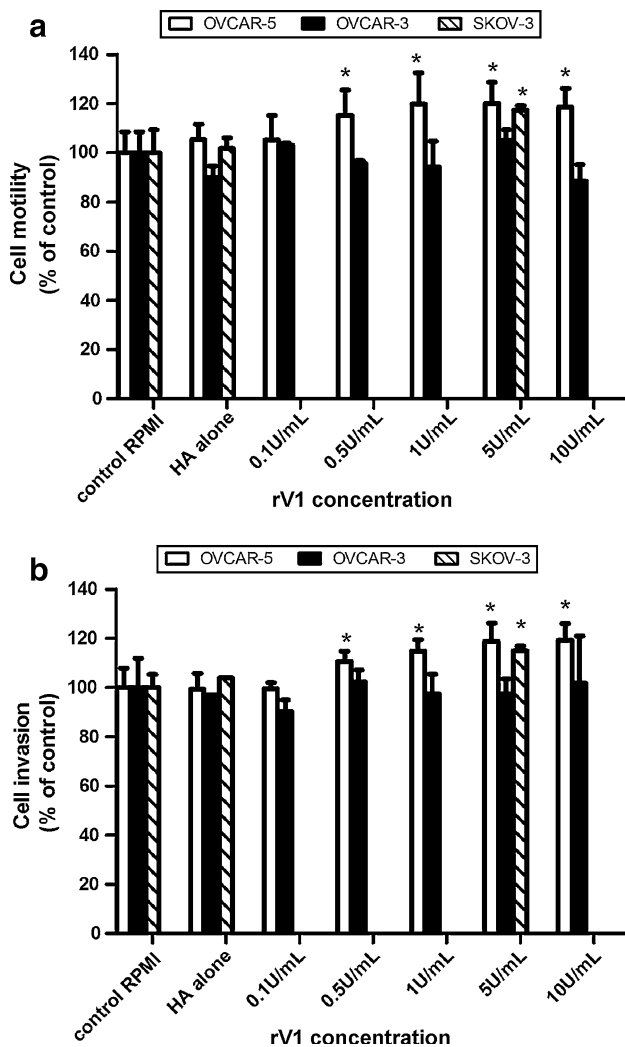 a
OVCAR-5 OVCAR-3 SKOV-3
140
120
100
80
60
40
20
0
Cell motility
(% of control)
* * * * *
control RPMI
HA alone
0.1U/mL
0.5U/mL
1U/mL
5U/mL
10U/mL
rV1 concentration
b
OVCAR-5 OVCAR-3 SKOV-3
140
120
100
80
60
40
20
0
Cell invasion
(% of control)
* * * * *
control RPMI
HA alone
0.1U/mL
0.5U/mL
1U/mL
5U/mL
10U/mL
rV1 concentration